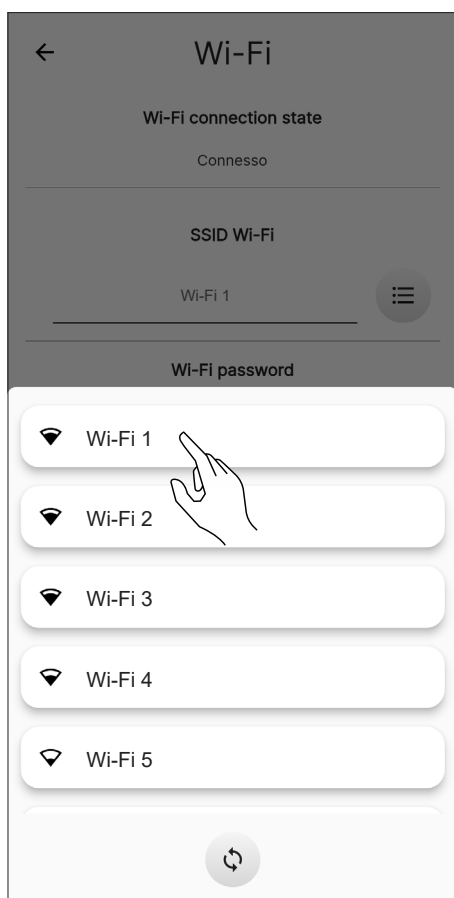 Wi-Fi
Wi-Fi connection state
Connesso
SSID Wi-Fi
Wi-Fi 1
Wi-Fi password
Wi-Fi 1
Wi-Fi 2
Wi-Fi 3
Wi-Fi 4
Wi-Fi 5